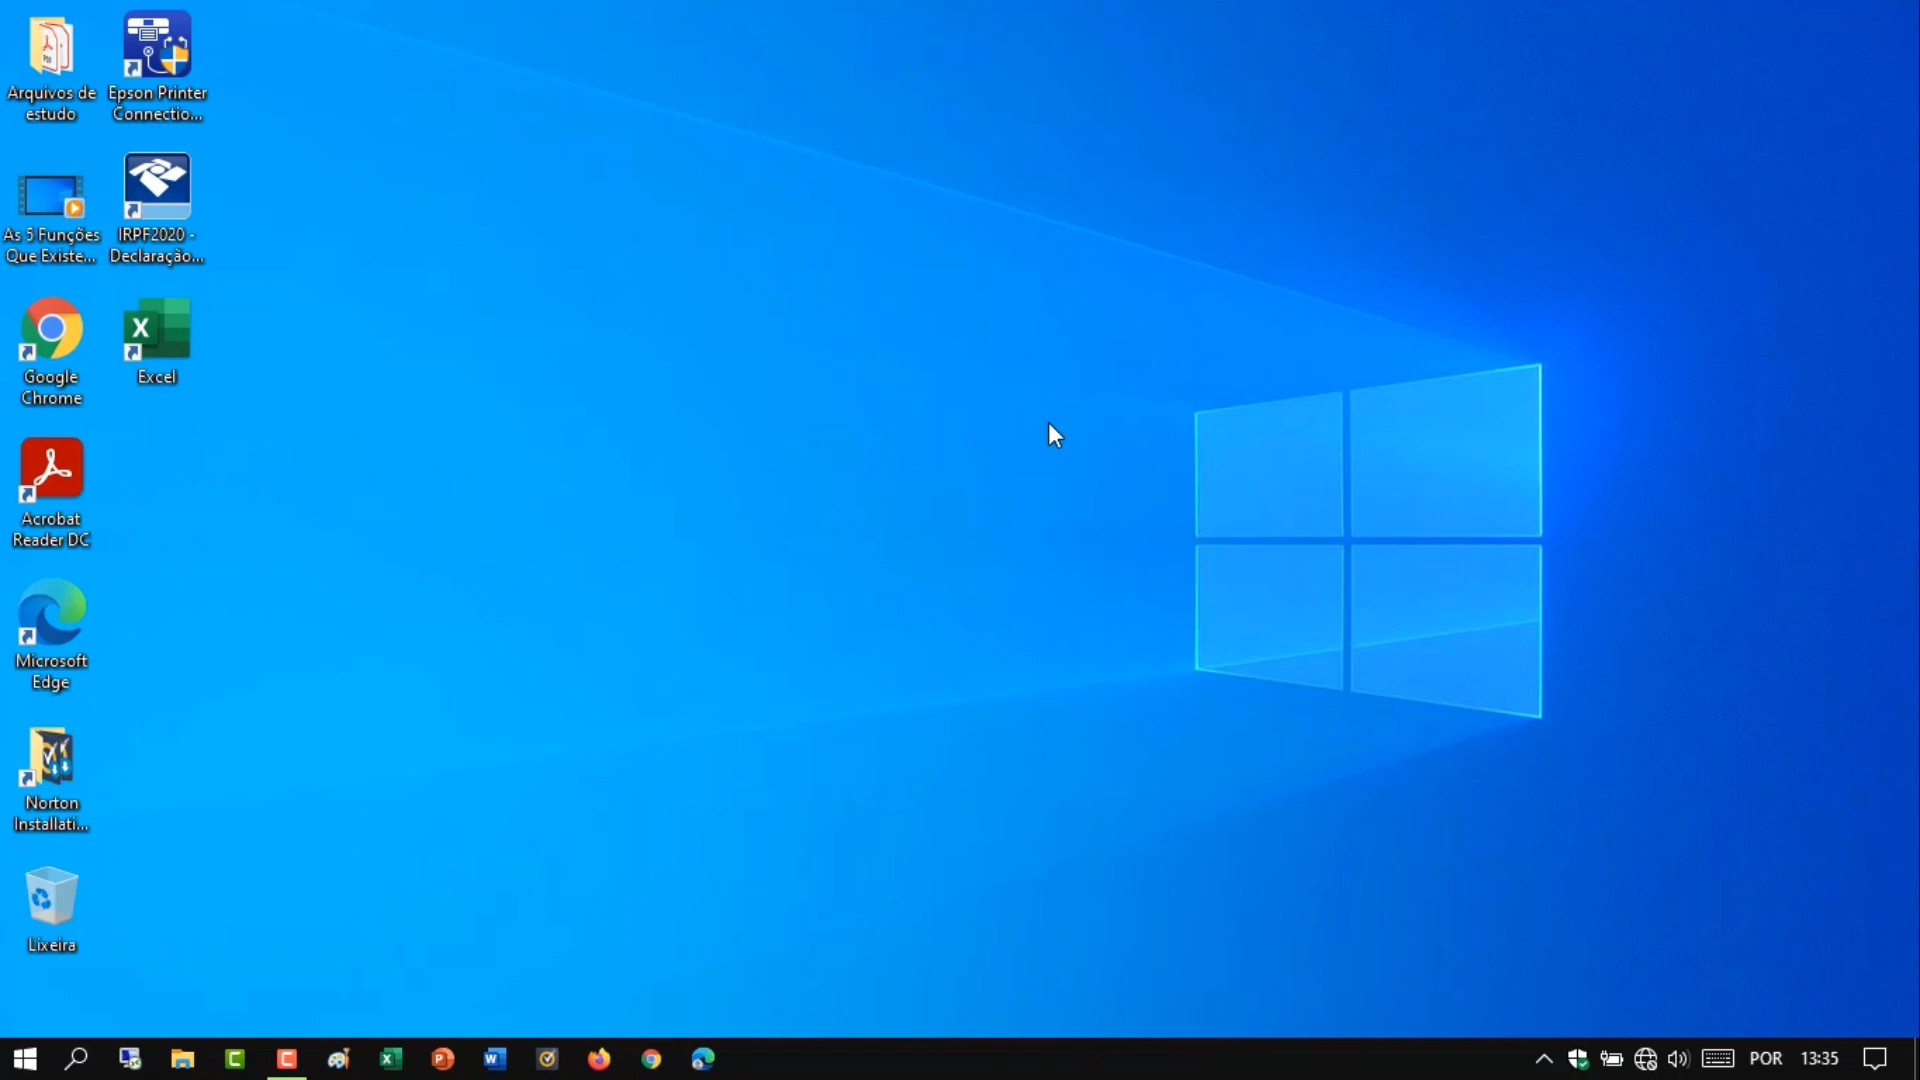 Arquivos de
estudo
Epson Printer
Connectio...
As 5 Funções
Que Existe...
IRPF2020 -
Declaração...
Google
Chrome
Excel
Acrobat
Reader DC
Microsoft
Edge
Norton
Installati...
Lixeira
POR
13:35